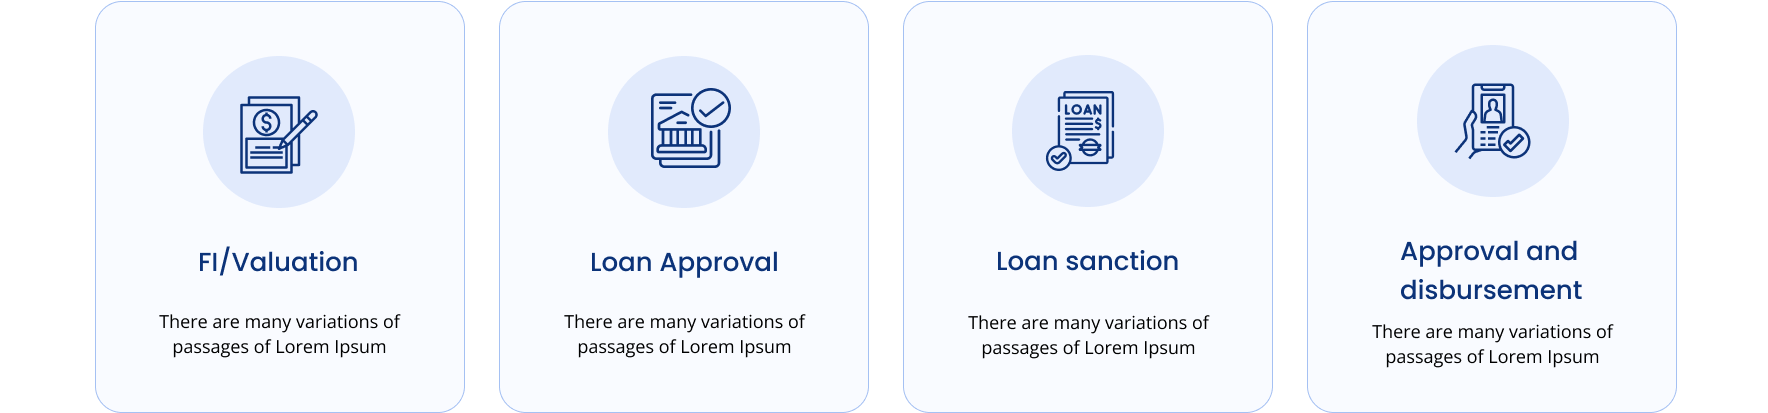 FI/Valuation
There are many variations of
passages of Lorem Ipsum
Loan Approval
There are many variations of
passages of Lorem Ipsum
LOAN
$
Loan sanction
There are many variations of
passages of Lorem Ipsum
Approval and
disbursement
There are many variations of
passages of Lorem Ipsum